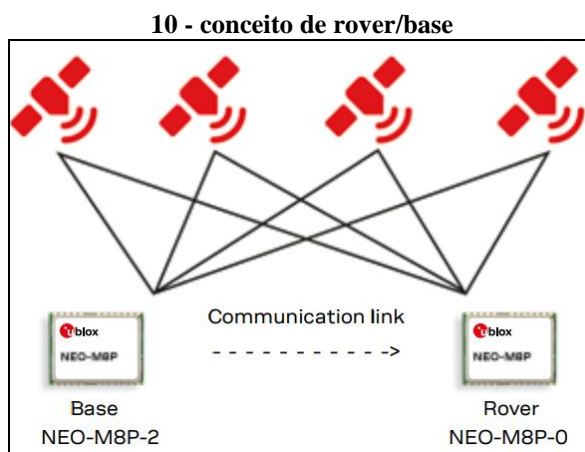 10 - conceito de rover/base
ublox
NEO-M8P
Communication link
ublox
NEO-M8P
Base
NEO-M8P-2
Rover
NEO-M8P-0